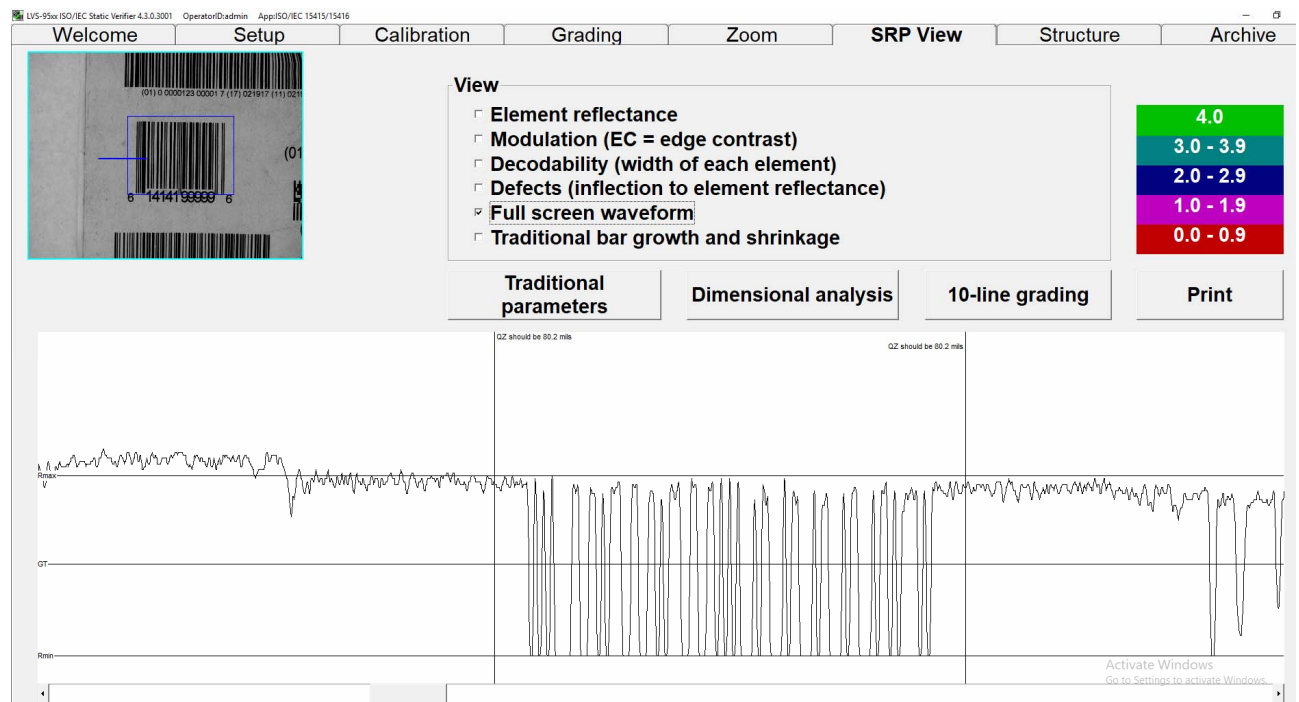 LVS-95xx ISO/IEC Static Verifier 4.3.0.3001 OperatorID:admin App:ISO/IEC 15415/15416
Welcome Setup Calibration Grading Zoom SRP View Structure Archive
(01) 0 0000123 00001 7 (17) 021917 (11) 0219
(01
6 14141 99999 6
View
Element reflectance
Modulation (EC = edge contrast)
Decodability (width of each element)
Defects (inflection to element reflectance)
Full screen waveform
Traditional bar growth and shrinkage
4.0
3.0 - 3.9
2.0 - 2.9
1.0 - 1.9
0.0 - 0.9
Traditional
parameters
Dimensional analysis
10-line grading
Print
QZ should be 80.2 mils
QZ should be 80.2 mils
Rmax
GT
Rmin
Activate Windows
Go to Settings to activate Windows.